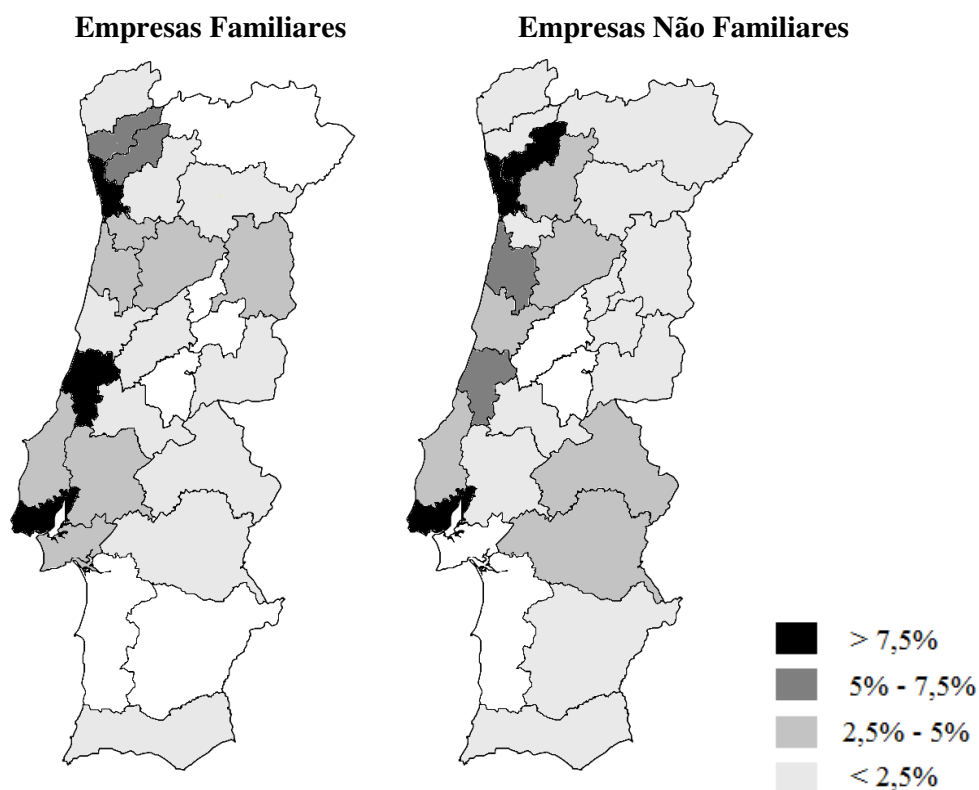 Empresas Familiares
Empresas Não Familiares
> 7,5%
5% - 7,5%
2,5% - 5%
< 2,5%